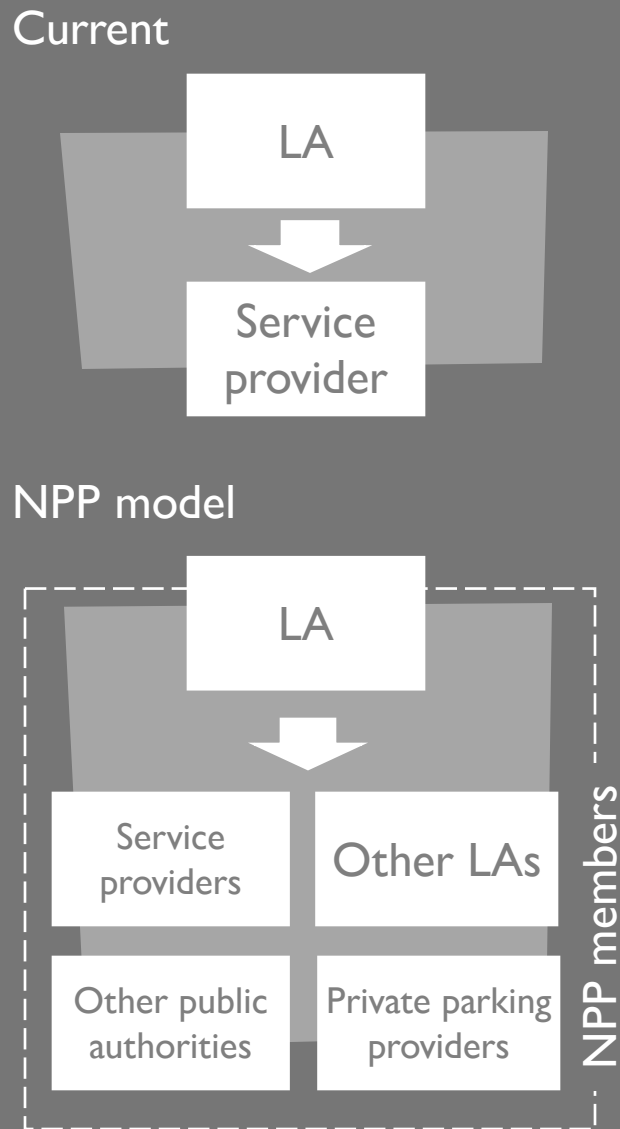 Current
LA
Service
provider
NPP model
LA
Service
providers
Other LAs
Other public
authorities
Private parking
providers
NPP members